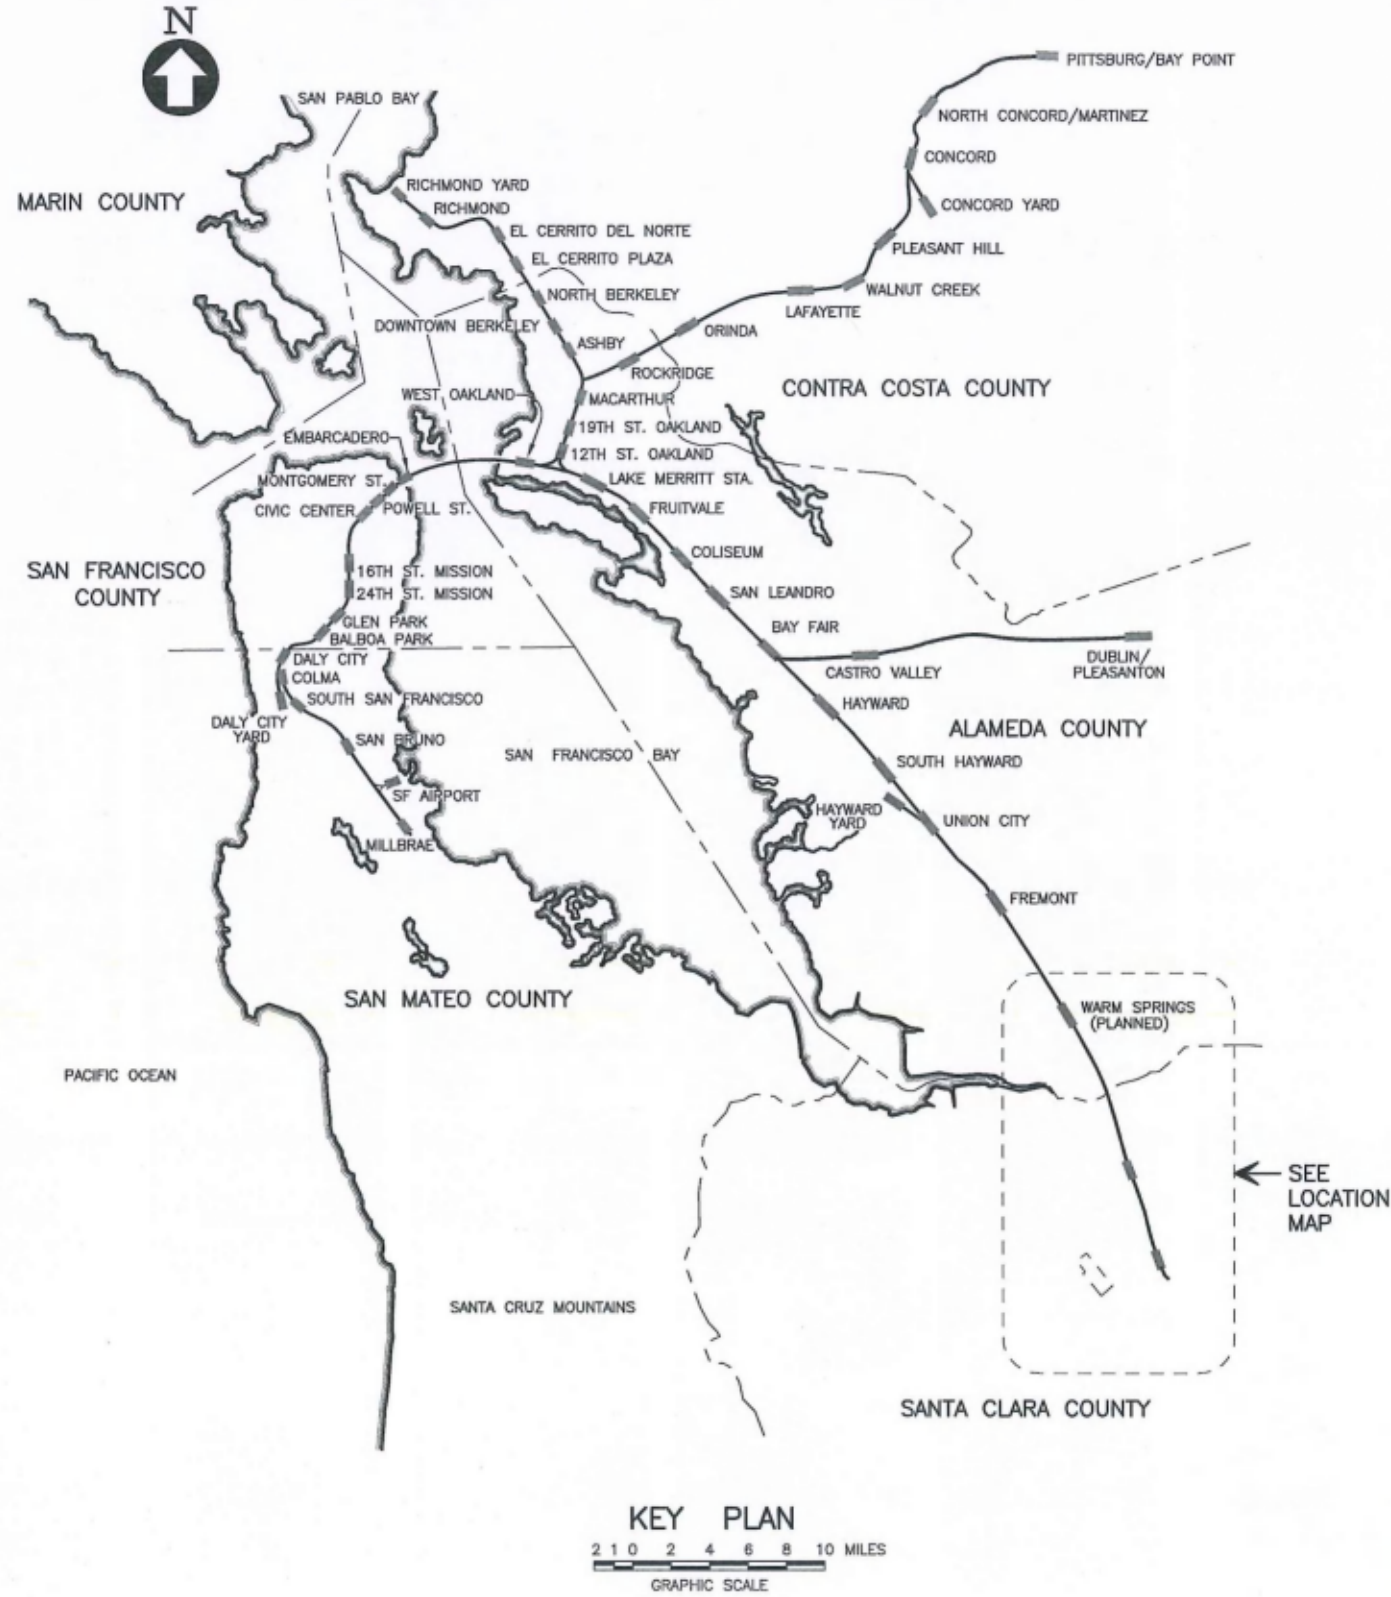 N
SAN PABLO BAY
PITTSBURG/BAY POINT
NORTH CONCORD/MARTINEZ
CONCORD
MARIN COUNTY
RICHMOND YARD
RICHMOND
CONCORD YARD
EL CERRITO DEL NORTE
PLEASANT HILL
EL CERRITO PLAZA
WALNUT CREEK
NORTH BERKELEY
LAFAYETTE
DOWNTOWN BERKELEY
ORINDA
ASHBY
ROCKRIDGE
CONTRA COSTA COUNTY
WEST OAKLAND
MACARTHUR
19TH ST. OAKLAND
EMBARCADERO
12TH ST. OAKLAND
MONTGOMERY ST.
LAKE MERRITT STA.
CIVIC CENTER
POWELL ST.
FRUITVALE
COLISEUM
SAN FRANCISCO
COUNTY
16TH ST. MISSION
24TH ST. MISSION
SAN LEANDRO
GLEN PARK
BAY FAIR
BALBOA PARK
DALY CITY
COLMA
CASTRO VALLEY
DUBLIN/
PLEASANTON
SOUTH SAN FRANCISCO
HAYWARD
DALY CITY
YARD
ALAMEDA COUNTY
SAN BRUNO
SAN FRANCISCO BAY
SOUTH HAYWARD
SF AIRPORT
HAYWARD
YARD
UNION CITY
MILLBRAE
FREMONT
SAN MATEO COUNTY
WARM SPRINGS
(PLANNED)
PACIFIC OCEAN
SEE
LOCATION
MAP
SANTA CRUZ MOUNTAINS
SANTA CLARA COUNTY
KEY PLAN
2 1 0 2 4 6 8 10 MILES
GRAPHIC SCALE